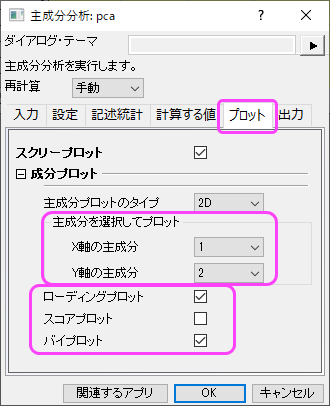 主成分分析: pca
ダイアログ・テーマ
主成分分析を実行します。
再計算 手動
入力 設定 記述統計 計算する値 プロット 出力
スクリープロット
成分プロット
主成分プロットのタイプ 2D
主成分を選択してプロット
X軸の主成分 1
Y軸の主成分 2
ローディングプロット
スコアプロット
バイプロット
関連するアプリ OK キャンセル